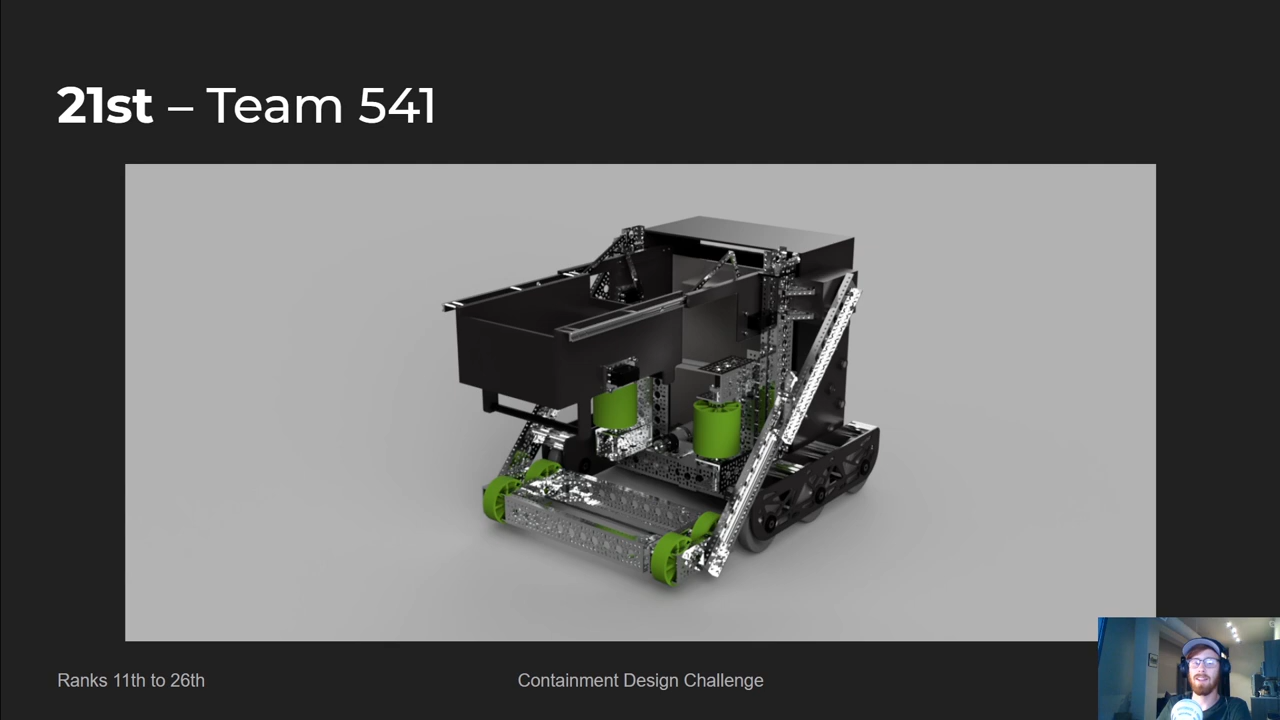 21st – Team 541
Ranks 11th to 26th
Containment Design Challenge